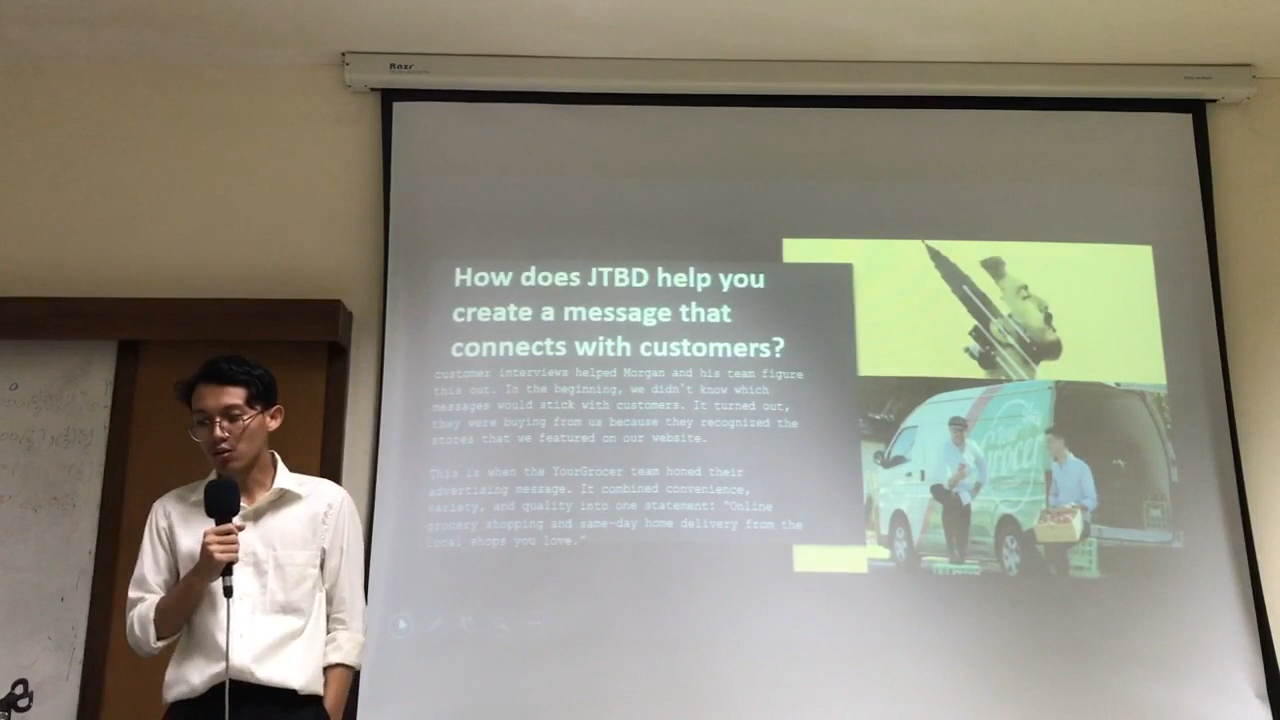 Razr
How does JTBD help you
create a message that
connects with customers?
customer interviews helped Morgan and his team figure
this out. In the beginning, we didn't know which
messages would stick with customers. It turned out,
they were buying from us because they recognized the
stores that we featured on our website.
This is when the YourGrocer team honed their
advertising message. It combined convenience,
variety, and quality into one statement: "Online
grocery shopping and same-day home delivery from the
local shops you love."
Your
Grocer